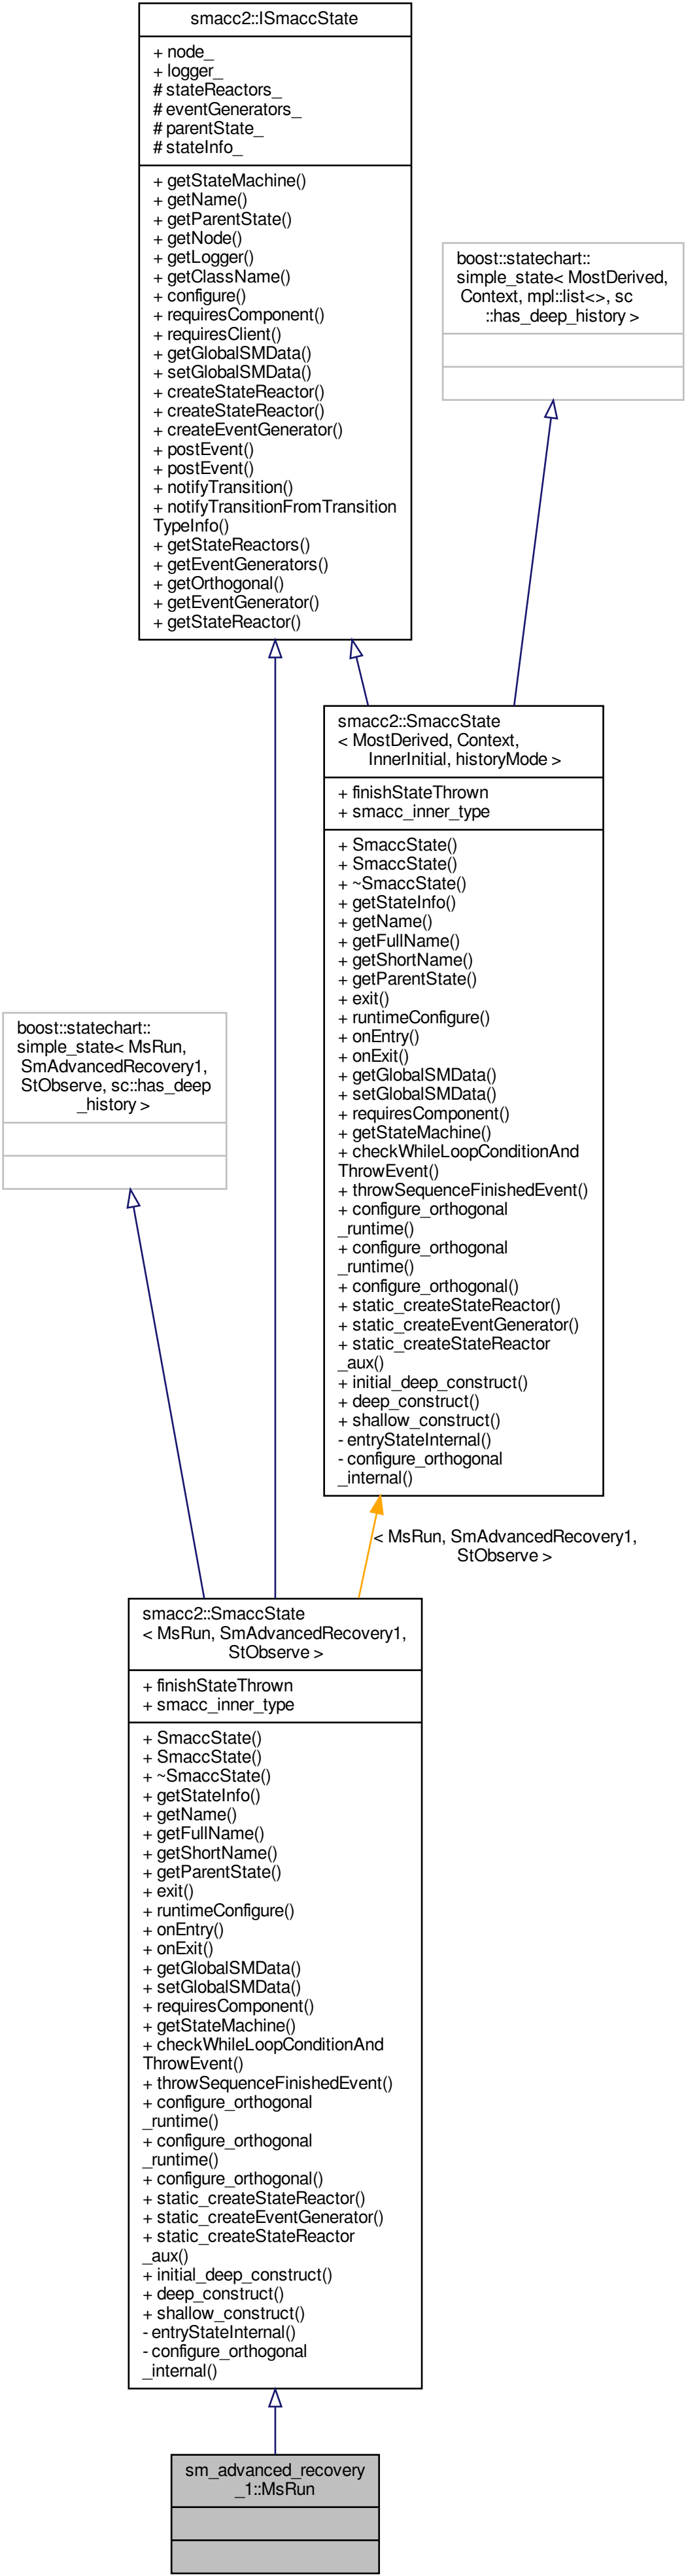 smacc2::ISmaccState
+ node_
+ logger_
# stateReactors_
# eventGenerators_
# parentState_
# stateInfo_
+ getStateMachine()
+ getName()
+ getParentState()
+ getNode()
+ getLogger()
+ getClassName()
+ configure()
+ requiresComponent()
+ requiresClient()
+ getGlobalSMData()
+ setGlobalSMData()
+ createStateReactor()
+ createStateReactor()
+ createEventGenerator()
+ postEvent()
+ postEvent()
+ notifyTransition()
+ notifyTransitionFromTransition
TypeInfo()
+ getStateReactors()
+ getEventGenerators()
+ getOrthogonal()
+ getEventGenerator()
+ getStateReactor()
boost::statechart::
simple_state< MostDerived,
Context, mpl::list<>, sc
::has_deep_history >
smacc2::SmaccState
< MostDerived, Context,
InnerInitial, historyMode >
+ finishStateThrown
+ smacc_inner_type
+ SmaccState()
+ SmaccState()
+ ~SmaccState()
+ getStateInfo()
+ getName()
+ getFullName()
+ getShortName()
+ getParentState()
+ exit()
+ runtimeConfigure()
+ onEntry()
+ onExit()
+ getGlobalSMData()
+ setGlobalSMData()
+ requiresComponent()
+ getStateMachine()
+ checkWhileLoopConditionAnd
ThrowEvent()
+ throwSequenceFinishedEvent()
+ configure_orthogonal
_runtime()
+ configure_orthogonal
_runtime()
+ configure_orthogonal()
+ static_createStateReactor()
+ static_createEventGenerator()
+ static_createStateReactor
_aux()
+ initial_deep_construct()
+ deep_construct()
+ shallow_construct()
- entryStateInternal()
- configure_orthogonal
_internal()
boost::statechart::
simple_state< MsRun,
SmAdvancedRecovery1,
StObserve, sc::has_deep
_history >
< MsRun, SmAdvancedRecovery1,
StObserve >
smacc2::SmaccState
< MsRun, SmAdvancedRecovery1,
StObserve >
+ finishStateThrown
+ smacc_inner_type
+ SmaccState()
+ SmaccState()
+ ~SmaccState()
+ getStateInfo()
+ getName()
+ getFullName()
+ getShortName()
+ getParentState()
+ exit()
+ runtimeConfigure()
+ onEntry()
+ onExit()
+ getGlobalSMData()
+ setGlobalSMData()
+ requiresComponent()
+ getStateMachine()
+ checkWhileLoopConditionAnd
ThrowEvent()
+ throwSequenceFinishedEvent()
+ configure_orthogonal
_runtime()
+ configure_orthogonal
_runtime()
+ configure_orthogonal()
+ static_createStateReactor()
+ static_createEventGenerator()
+ static_createStateReactor
_aux()
+ initial_deep_construct()
+ deep_construct()
+ shallow_construct()
- entryStateInternal()
- configure_orthogonal
_internal()
sm_advanced_recovery
_1::MsRun